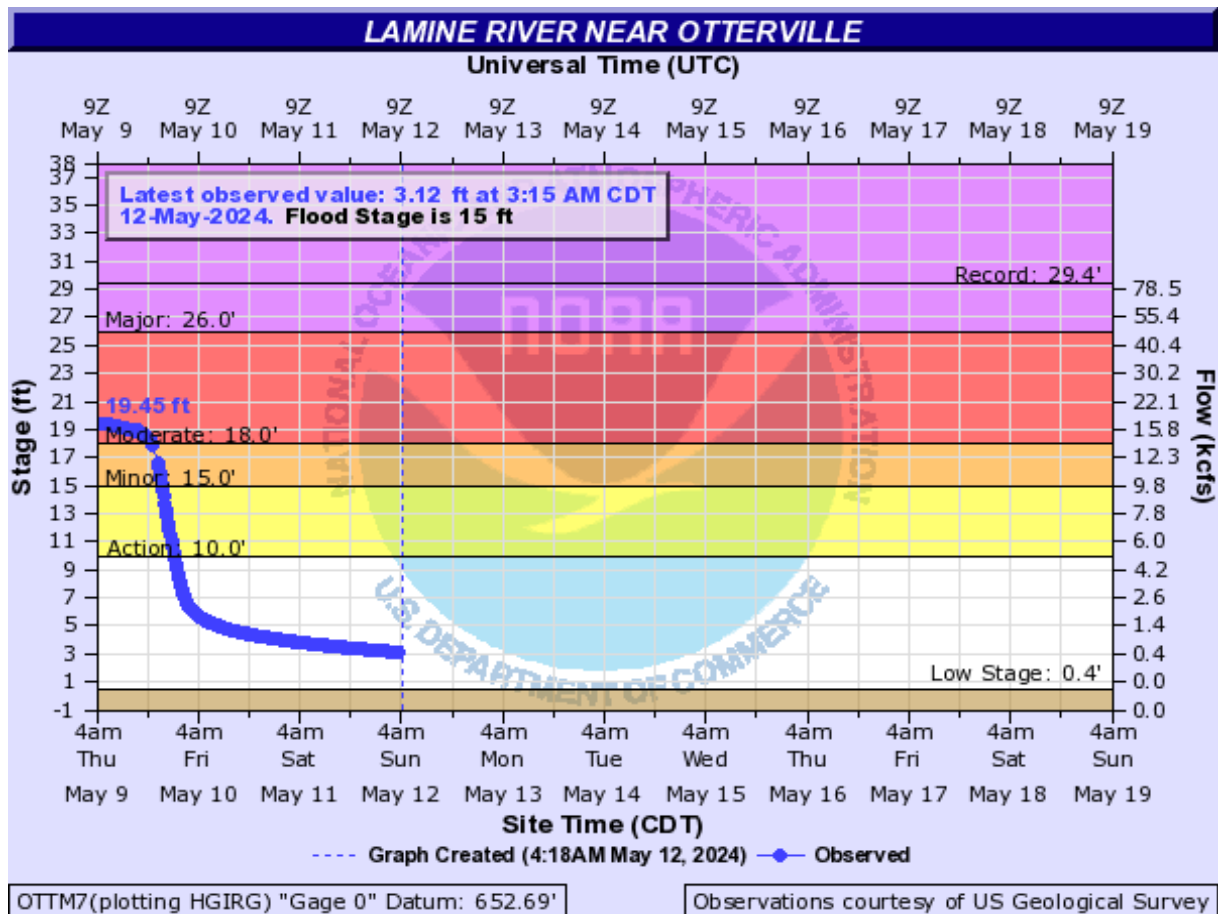 LAMINE RIVER NEAR OTTERVILLE
Universal Time (UTC)
9Z 9Z 9Z 9Z 9Z 9Z 9Z 9Z 9Z 9Z 9Z
May 9 May 10 May 11 May 12 May 13 May 14 May 15 May 16 May 17 May 18 May 19
Latest observed value: 3.12 ft at 3:15 AM CDT
12-May-2024. Flood Stage is 15 ft
Stage (ft)
38
37
35
33
31
29
27
25
23
21
19
17
15
13
11
9
7
5
3
1
-1
Record: 29.4'
Major: 26.0'
19.45 ft
Moderate: 18.0'
Minor: 15.0'
Action: 10.0'
Low Stage: 0.4'
NATIONAL OCEANIC AND ATMOSPHERIC ADMINISTRATION
NOAA
U.S. DEPARTMENT OF COMMERCE
78.5
55.4
40.4
30.2
22.1
15.8
12.3
9.8
7.8
6.0
4.2
2.6
1.4
0.4
0.0
0.0
Flow (kcfs)
4am 4am 4am 4am 4am 4am 4am 4am 4am 4am 4am
Thu Fri Sat Sun Mon Tue Wed Thu Fri Sat Sun
May 9 May 10 May 11 May 12 May 13 May 14 May 15 May 16 May 17 May 18 May 19
Site Time (CDT)
Graph Created (4:18AM May 12, 2024) Observed
OTTM7(plotting HGIRG) "Gage 0" Datum: 652.69'
Observations courtesy of US Geological Survey